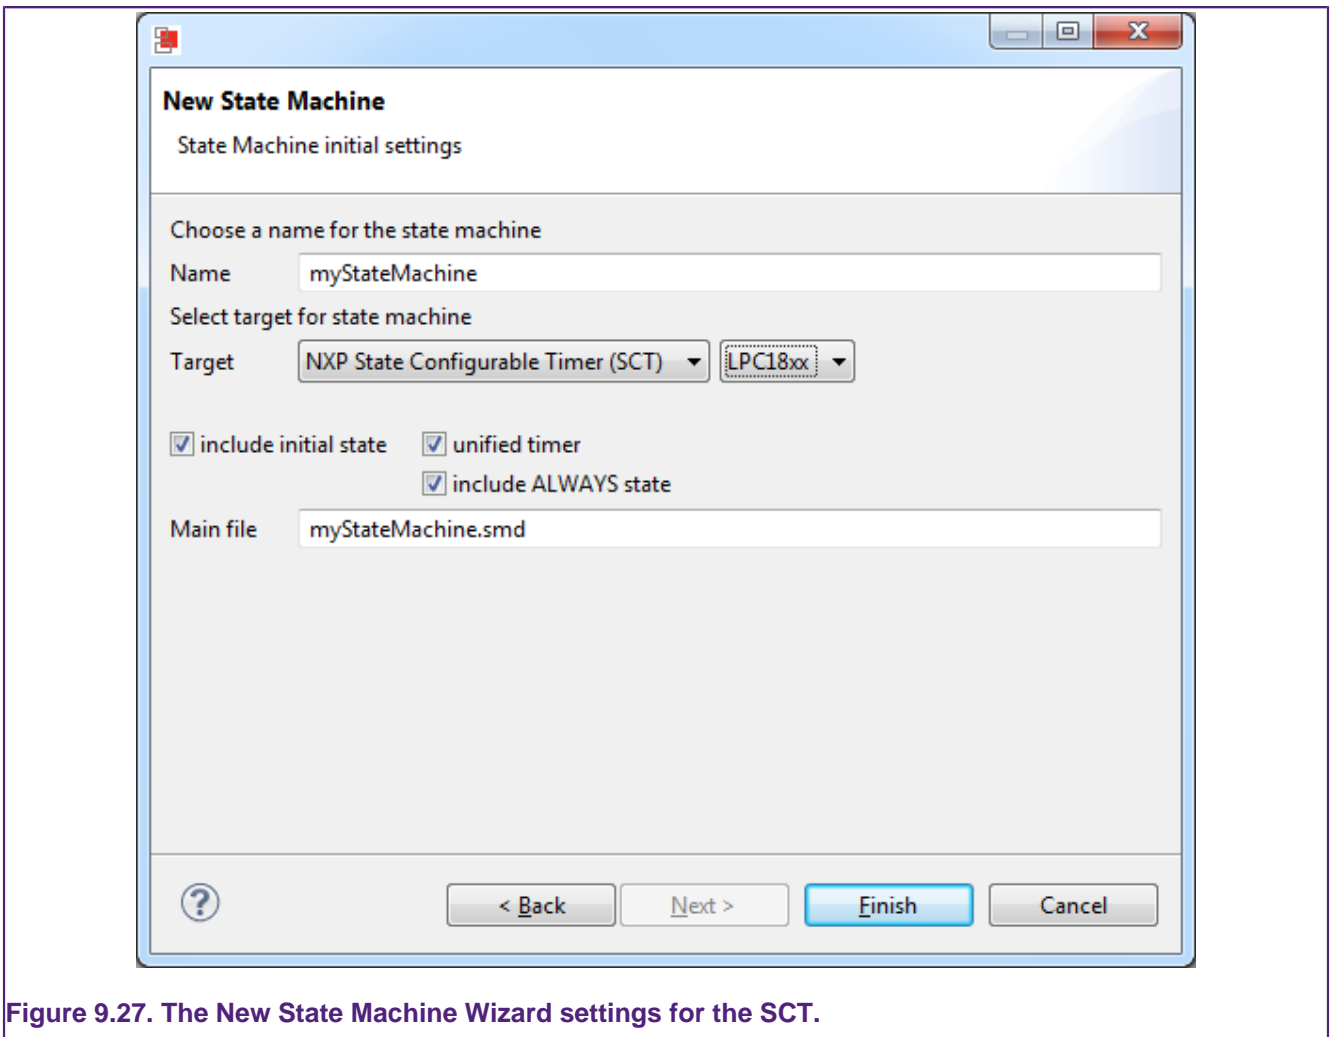 New State Machine
State Machine initial settings
Choose a name for the state machine
Name myStateMachine
Select target for state machine
Target NXP State Configurable Timer (SCT) LPC18xx
include initial state unified timer
include ALWAYS state
Main file myStateMachine.smd
? < Back Next > Finish Cancel
Figure 9.27. The New State Machine Wizard settings for the SCT.